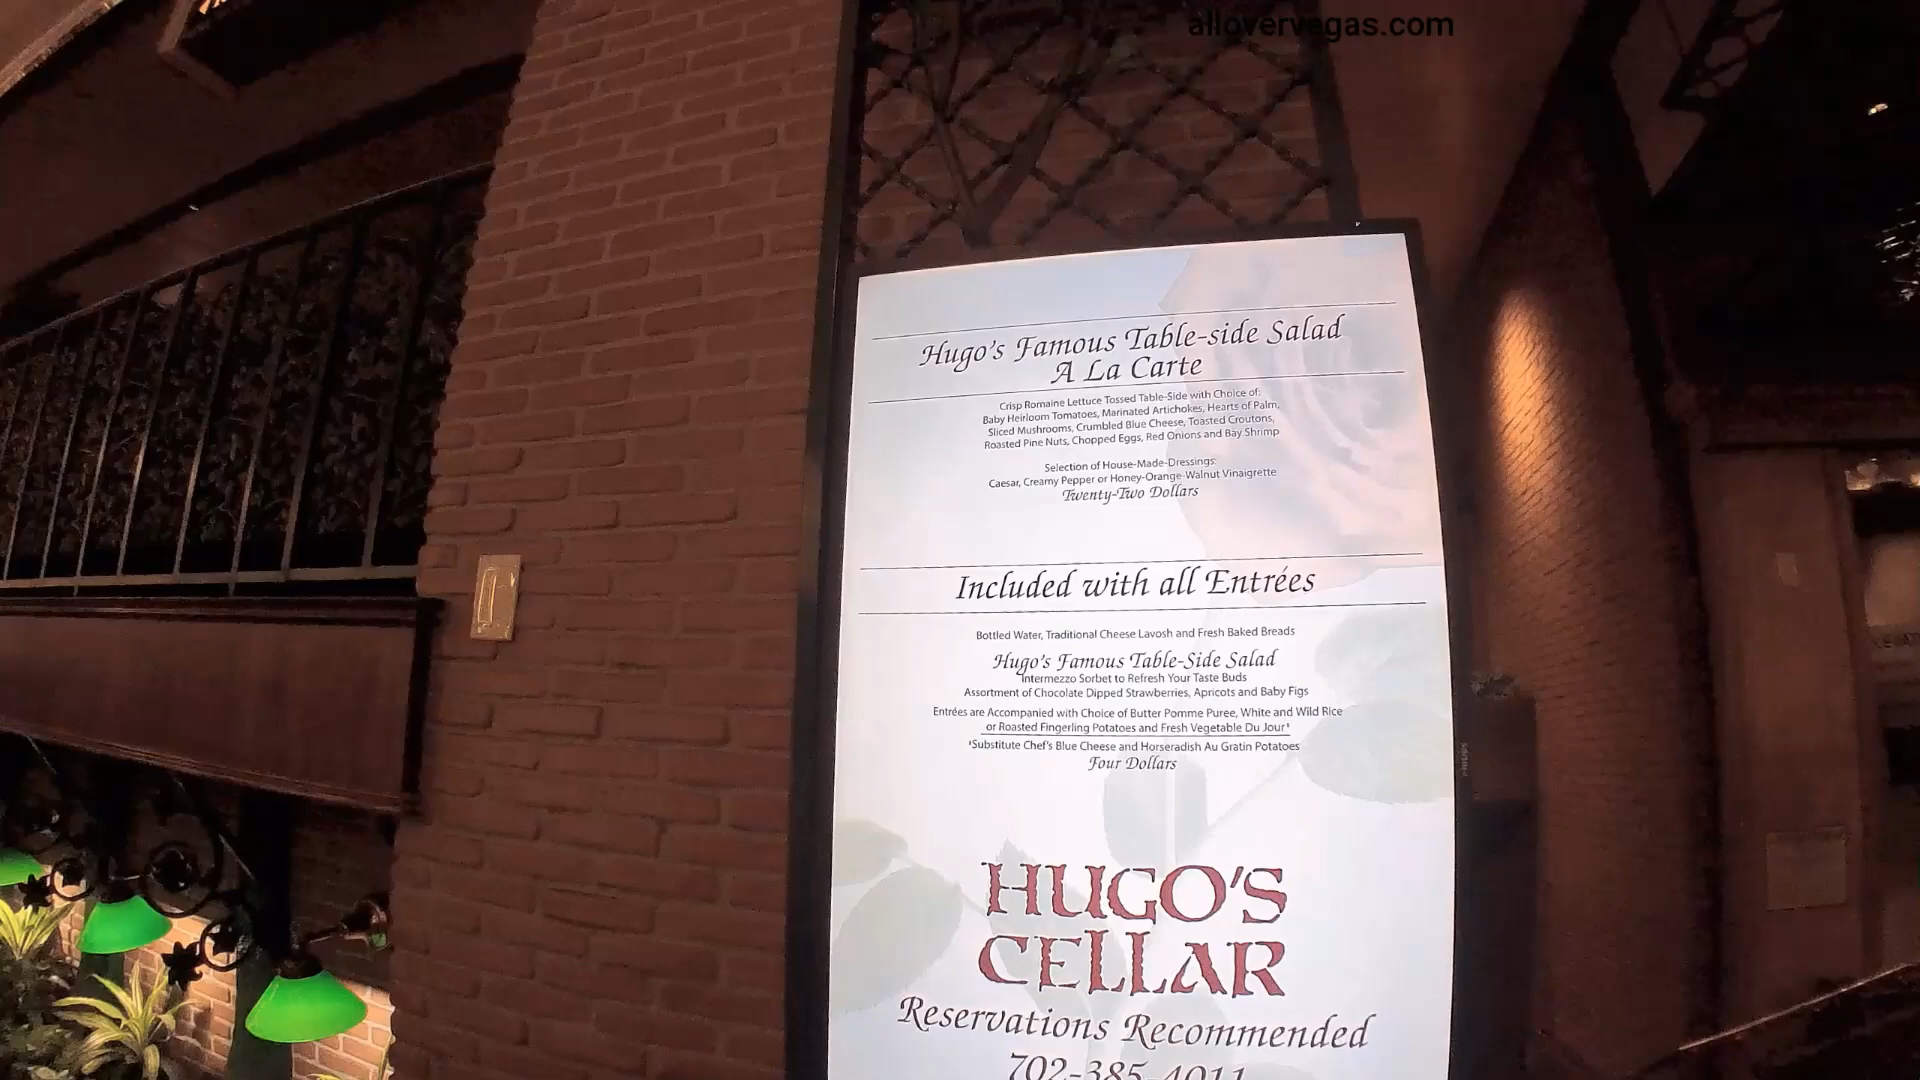 allovervegas.com
Hugo's Famous Table-side Salad
A La Carte
Crisp Romaine Lettuce Tossed Table-Side with Choice of:
Baby Heirloom Tomatoes, Marinated Artichokes, Hearts of Palm,
Sliced Mushrooms, Crumbled Blue Cheese, Toasted Croutons,
Roasted Pine Nuts, Chopped Eggs, Red Onions and Bay Shrimp
Selection of House-Made-Dressings:
Caesar, Creamy Pepper or Honey-Orange-Walnut Vinaigrette
Twenty-Two Dollars
Included with all Entrées
Bottled Water, Traditional Cheese Lavosh and Fresh Baked Breads
Hugo's Famous Table-Side Salad
Intermezzo Sorbet to Refresh Your Taste Buds
Assortment of Chocolate Dipped Strawberries, Apricots and Baby Figs
Entrées are Accompanied with Choice of Butter Pomme Puree, White and Wild Rice
or Roasted Fingerling Potatoes and Fresh Vegetable Du Jour¹
¹Substitute Chef's Blue Cheese and Horseradish Au Gratin Potatoes
Four Dollars
HUGO'S
CELLAR
Reservations Recommended
702-385-4011